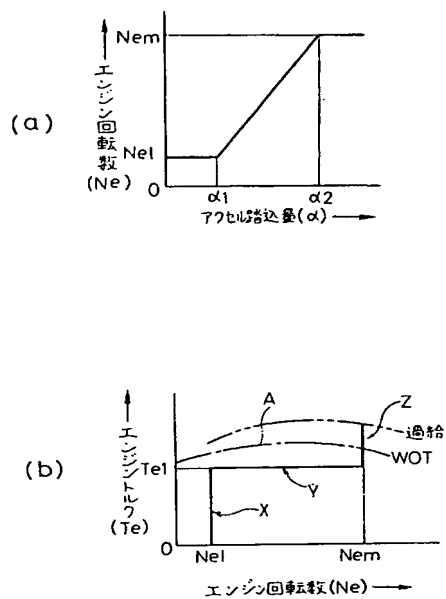 (a)
エンジン回転数
(Ne)
Nem
Ne1
0
α1
α2
アクセル踏込量(α)
(b)
エンジントルク
(Te)
Te1
0
A
Z
過給
WOT
X
Y
Ne1
Nem
エンジン回転数(Ne)